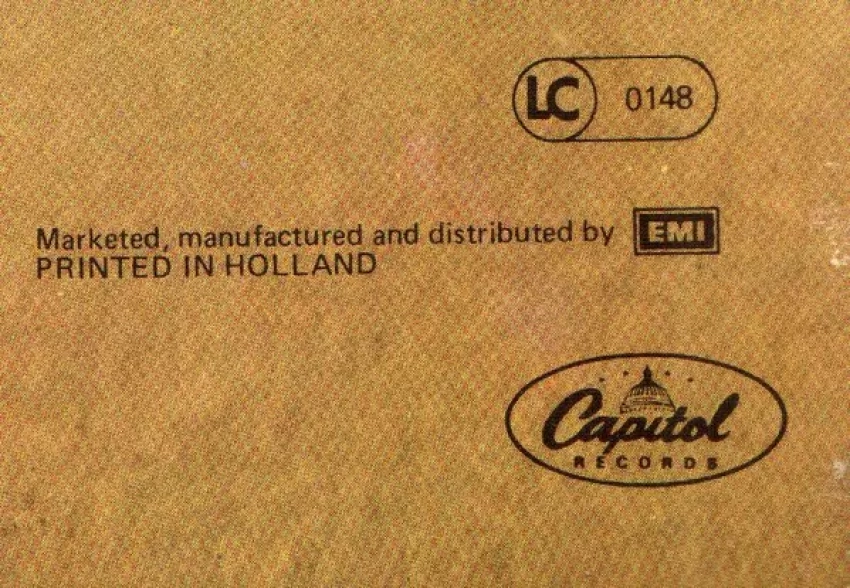 LC 0148
Marketed, manufactured and distributed by EMI
PRINTED IN HOLLAND
Capitol
RECORDS